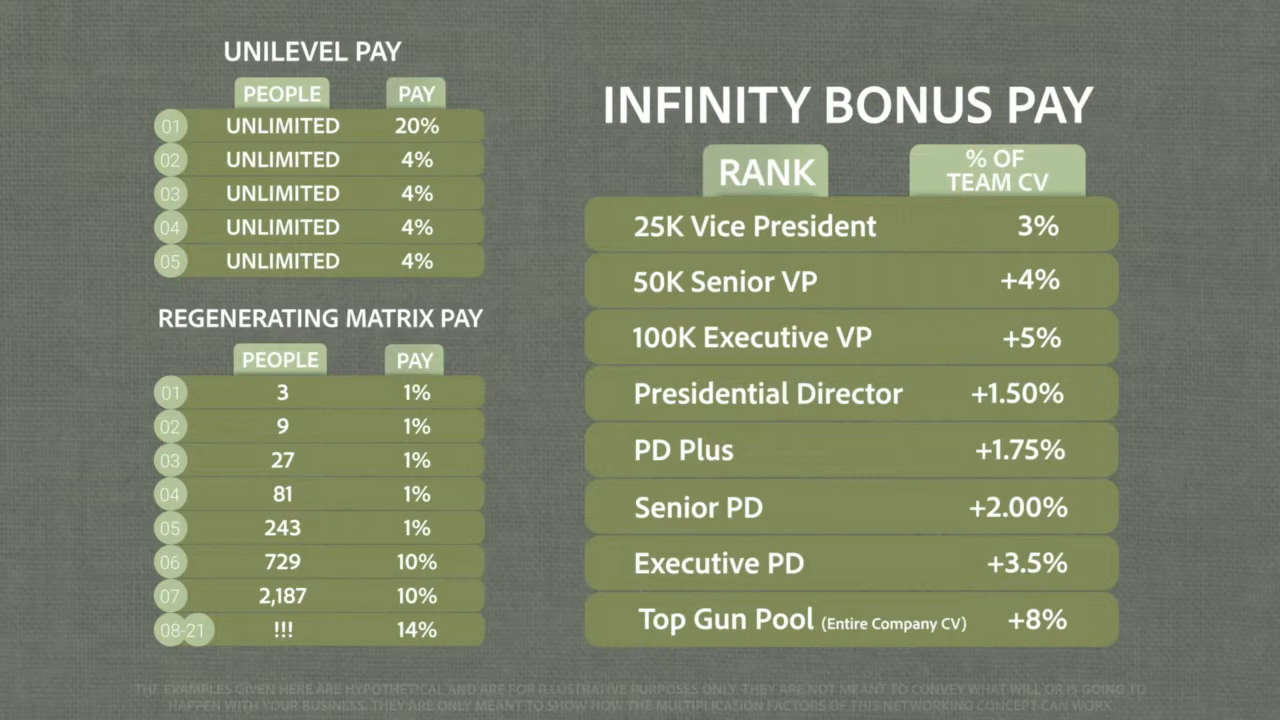 UNILEVEL PAY
PEOPLE PAY
01 UNLIMITED 20%
02 UNLIMITED 4%
03 UNLIMITED 4%
04 UNLIMITED 4%
05 UNLIMITED 4%
REGENERATING MATRIX PAY
PEOPLE PAY
01 3 1%
02 9 1%
03 27 1%
04 81 1%
05 243 1%
06 729 10%
07 2,187 10%
08-21 !!! 14%
INFINITY BONUS PAY
RANK % OF
TEAM CV
25K Vice President 3%
50K Senior VP +4%
100K Executive VP +5%
Presidential Director +1.50%
PD Plus +1.75%
Senior PD +2.00%
Executive PD +3.5%
Top Gun Pool (Entire Company CV) +8%
THE EXAMPLES GIVEN HERE ARE HYPOTHETICAL AND ARE FOR ILLUSTRATIVE PURPOSES ONLY. THEY ARE NOT MEANT TO CONVEY WHAT WILL OR IS GOING TO
HAPPEN WITH YOUR BUSINESS. THEY ARE ONLY MEANT TO SHOW HOW THE MULTIPLICATION FACTORS OF THIS NETWORKING CONCEPT CAN WORK.